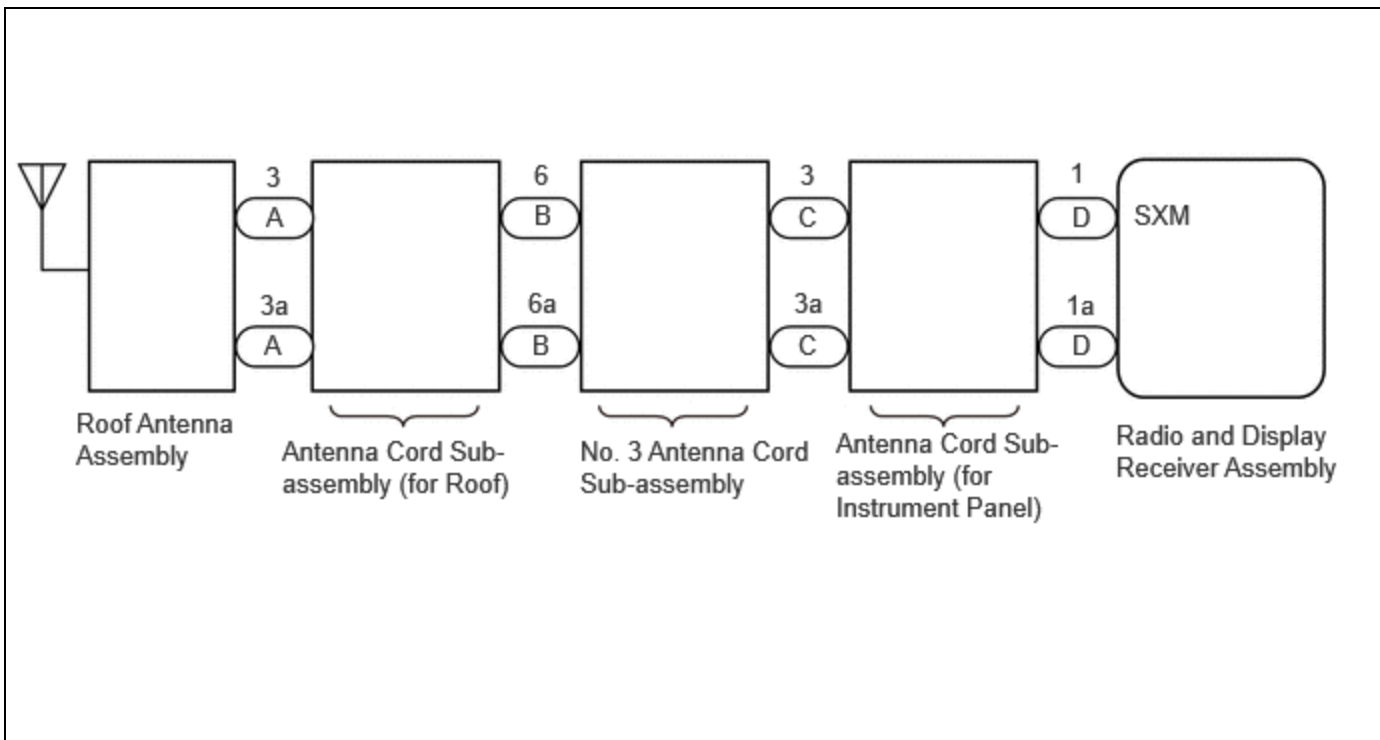 3
6
3
1
A
B
C
D
SXM
3a
6a
3a
1a
A
B
C
D
Roof Antenna
Assembly
Antenna Cord Sub-
assembly (for Roof)
No. 3 Antenna Cord
Sub-assembly
Antenna Cord Sub-
assembly (for
Instrument Panel)
Radio and Display
Receiver Assembly